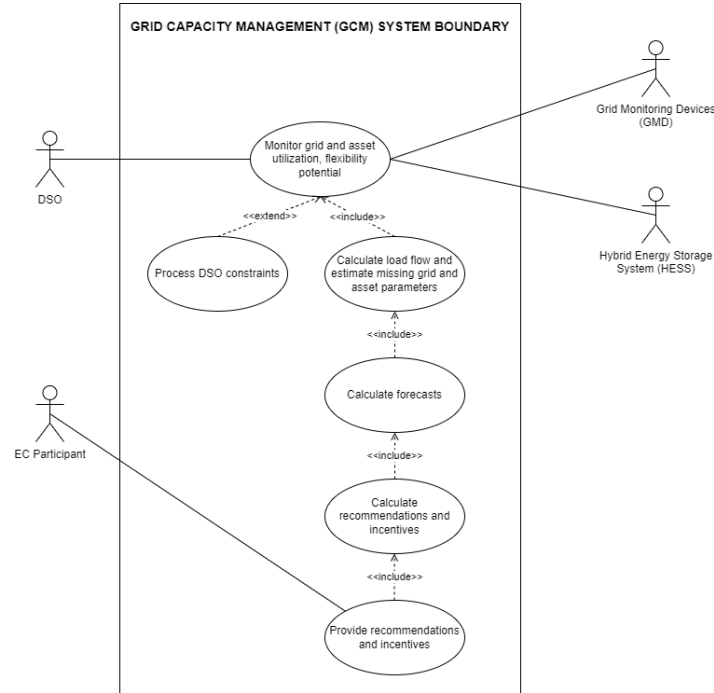 GRID CAPACITY MANAGEMENT (GCM) SYSTEM BOUNDARY
Grid Monitoring Devices
(GMD)
Monitor grid and asset
utilization, flexibility
potential
DSO
<<extend>>
<<include>>
Hybrid Energy Storage
System (HESS)
Process DSO constraints
Calculate load flow and
estimate missing grid and
asset parameters
<<include>>
Calculate forecasts
EC Participant
<<include>>
Calculate
recommendations and
incentives
<<include>>
Provide recommendations
and incentives